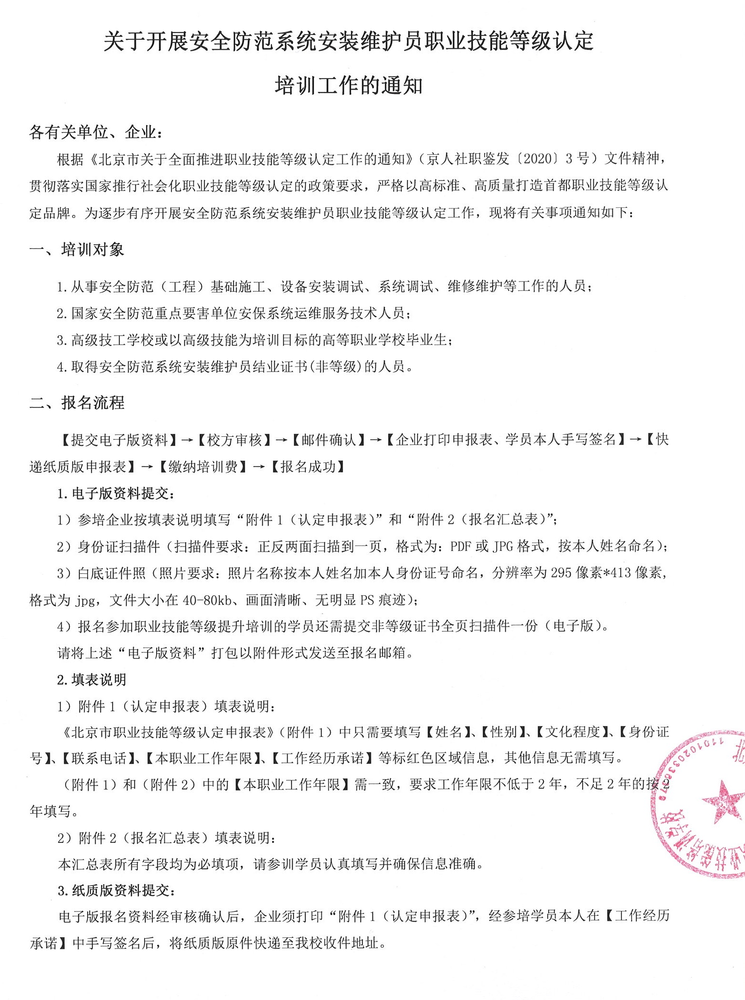 关于开展安全防范系统安装维护员职业技能等级认定
培训工作的通知
各有关单位、企业：
根据《北京市关于全面推进职业技能等级认定工作的通知》（京人社职鉴发〔2020〕3号）文件精神，
贯彻落实国家推行社会化职业技能等级认定的政策要求，严格以高标准、高质量打造首都职业技能等级认
定品牌。为逐步有序开展安全防范系统安装维护员职业技能等级认定工作，现将有关事项通知如下：
一、培训对象
1.从事安全防范（工程）基础施工、设备安装调试、系统调试、维修维护等工作的人员；
2.国家安全防范重点要害单位安保系统运维服务技术人员；
3.高级技工学校或以高级技能为培训目标的高等职业学校毕业生；
4.取得安全防范系统安装维护员结业证书(非等级)的人员。
二、报名流程
【提交电子版资料】→【校方审核】→【邮件确认】→【企业打印申报表、学员本人手写签名】→【快
递纸质版申报表】→【缴纳培训费】→【报名成功】
1.电子版资料提交：
1）参培企业按填表说明填写“附件1（认定申报表）”和“附件2（报名汇总表）”；
2）身份证扫描件（扫描件要求：正反两面扫描到一页，格式为：PDF或JPG格式，按本人姓名命名）；
3）白底证件照（照片要求：照片名称按本人姓名加本人身份证号命名，分辨率为295像素*413像素，
格式为jpg，文件大小在40-80kb、画面清晰、无明显PS痕迹）；
4）报名参加职业技能等级提升培训的学员还需提交非等级证书全页扫描件一份（电子版）。
请将上述“电子版资料”打包以附件形式发送至报名邮箱。
2.填表说明
1）附件1（认定申报表）填表说明：
《北京市职业技能等级认定申报表》（附件1）中只需要填写【姓名】、【性别】、【文化程度】、【身份证
号】、【联系电话】、【本职业工作年限】、【工作经历承诺】等标红色区域信息，其他信息无需填写。
（附件1）和（附件2）中的【本职业工作年限】需一致，要求工作年限不低于2年，不足2年的按2
年填写。
2）附件2（报名汇总表）填表说明：
本汇总表所有字段均为必填项，请参训学员认真填写并确保信息准确。
3.纸质版资料提交：
电子版报名资料经审核确认后，企业须打印“附件1（认定申报表）”，经参培学员本人在【工作经历
承诺】中手写签名后，将纸质版原件快递至我校收件地址。
业技能培训学校